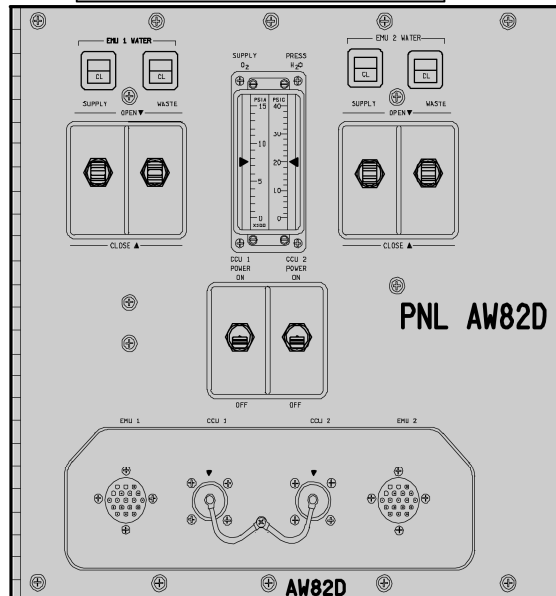 EMU 1 WATER
CL CL
SUPPLY WASTE
OPEN▼
CLOSE ▲
SUPPLY PRESS
O₂ H₂O
PSIA PSIG
15 40
30
10
20
5
10
0 0
X100
EMU 2 WATER
CL CL
SUPPLY WASTE
OPEN▼
CLOSE ▲
CCU 1 CCU 2
POWER POWER
ON ON
OFF OFF
PNL AW82D
EMU 1 CCU 1 CCU 2 EMU 2
AW82D